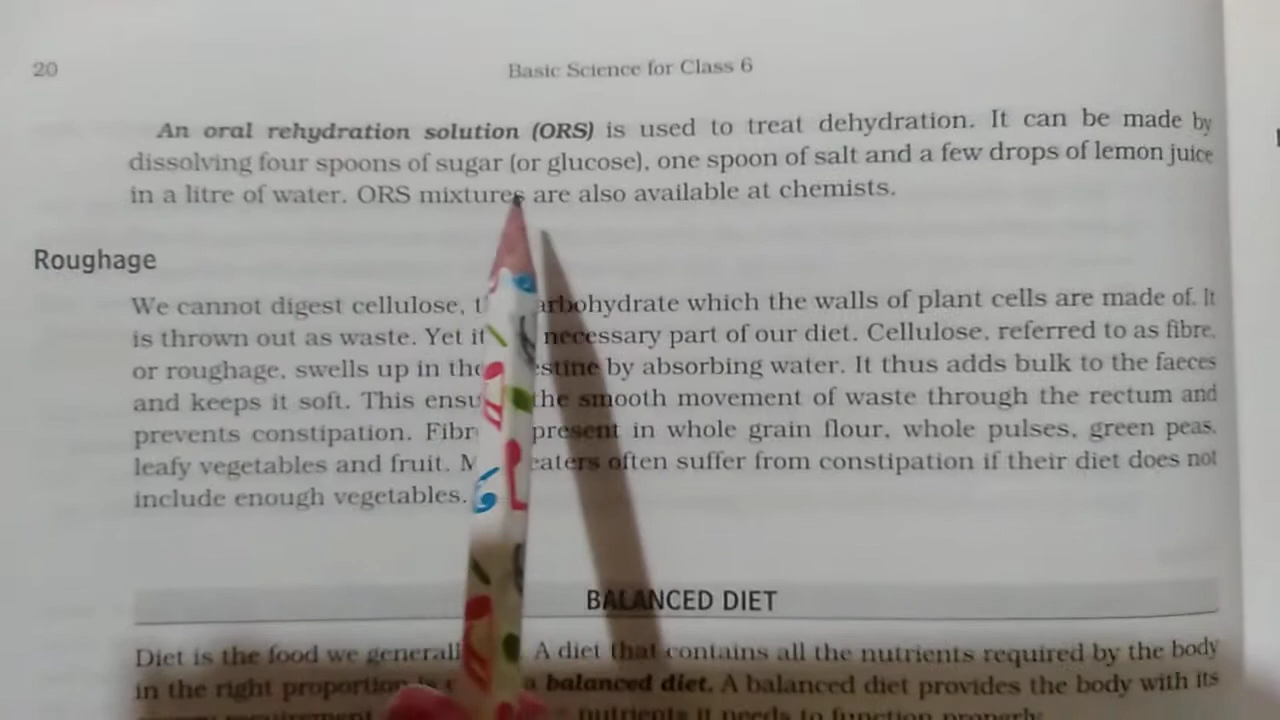 20
Basic Science for Class 6
An oral rehydration solution (ORS) is used to treat dehydration. It can be made by
dissolving four spoons of sugar (or glucose), one spoon of salt and a few drops of lemon juice
in a litre of water. ORS mixtures are also available at chemists.
Roughage
We cannot digest cellulose, which the walls of plant cells are made of. It
is thrown out as waste. Yet it necessary part of our diet. Cellulose, referred to as fibre,
or roughage, swells up in the by absorbing water. It thus adds bulk to the faeces
and keeps it soft. This the smooth movement of waste through the rectum and
prevents constipation. present in whole grain flour, whole pulses, green peas,
leafy vegetables and fruit. often suffer from constipation if their diet does not
include enough vegetables.
BALANCED DIET
Diet is the food we A diet that contains all the nutrients required by the body
in the right proportion a balanced diet. A balanced diet provides the body with its
nutrients it needs to function properly